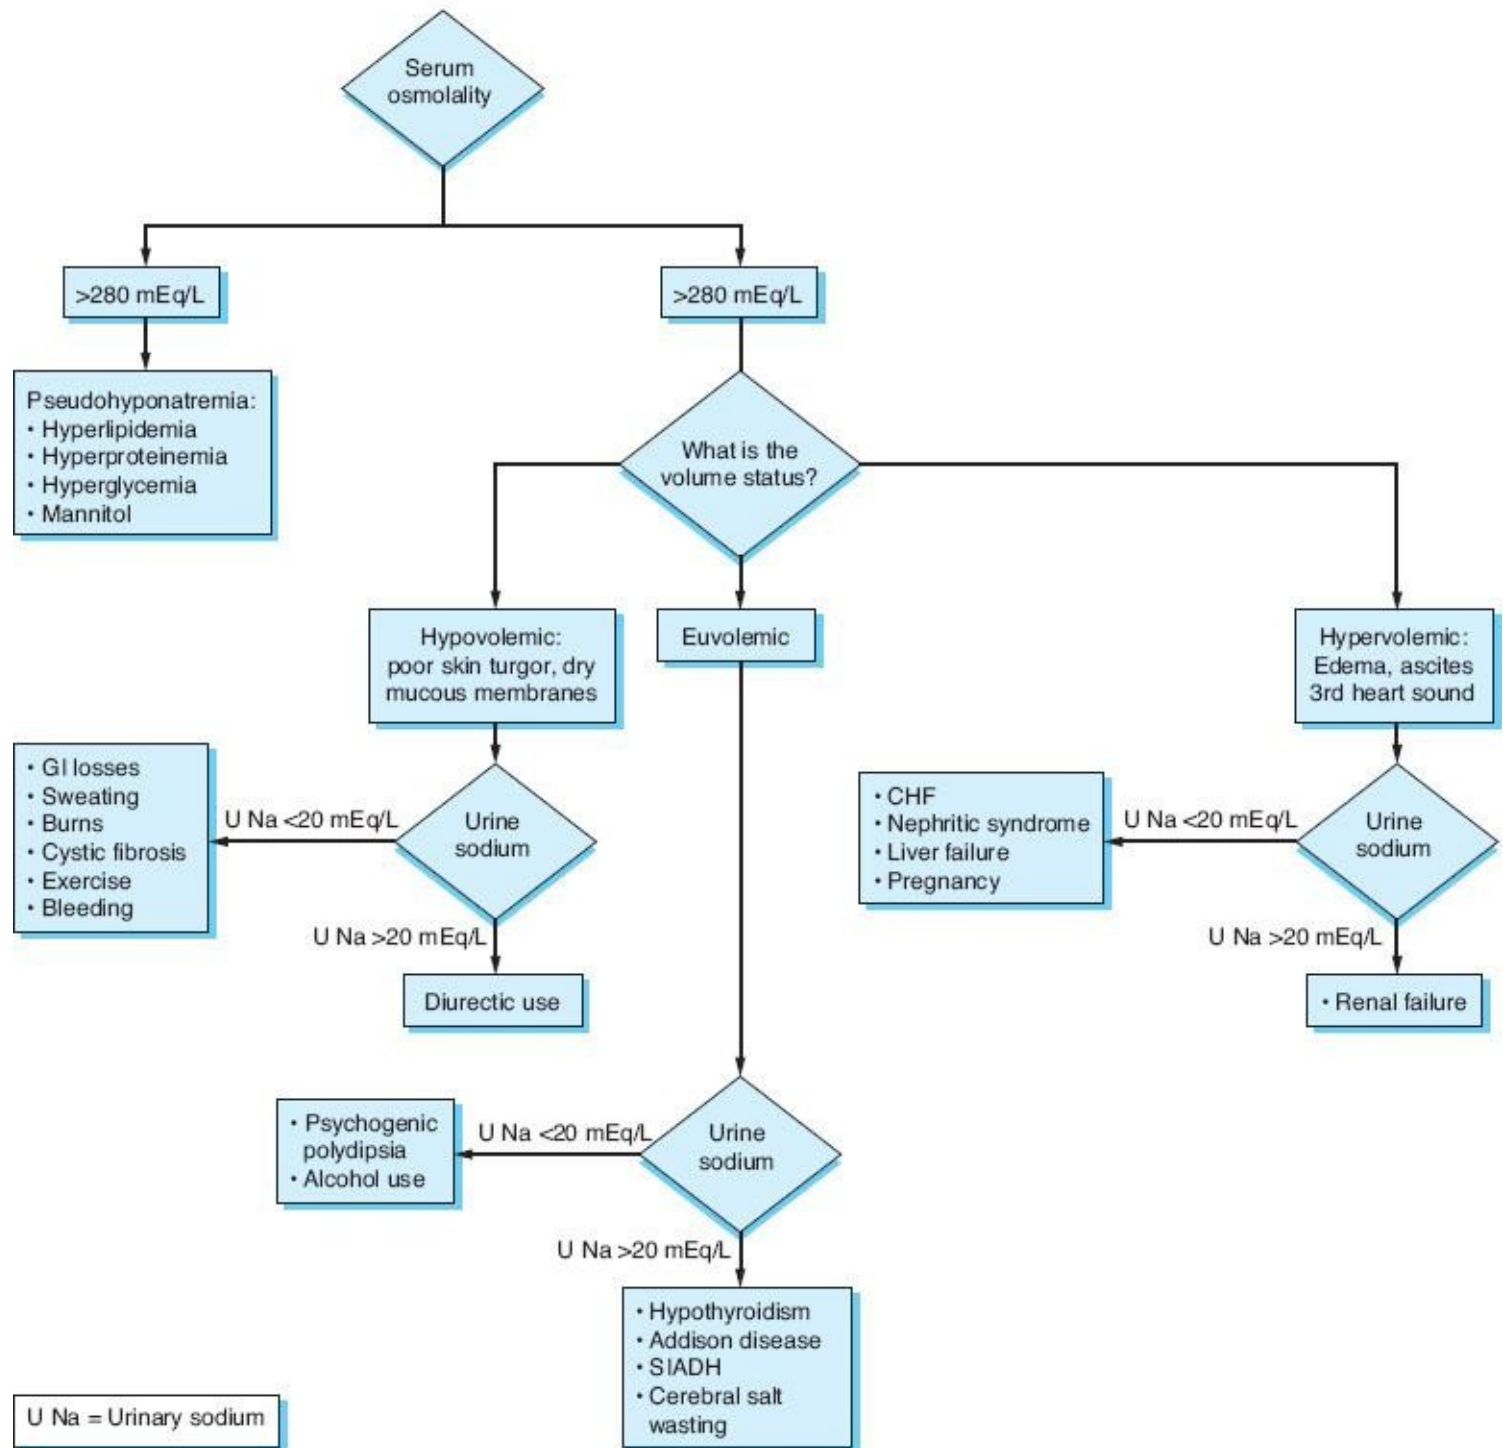 Serum
osmolality
>280 mEq/L
>280 mEq/L
Pseudohyponatremia:
• Hyperlipidemia
• Hyperproteinemia
• Hyperglycemia
• Mannitol
What is the
volume status?
Hypovolemic:
poor skin turgor, dry
mucous membranes
Euvolemic
Hypervolemic:
Edema, ascites
3rd heart sound
• GI losses
• Sweating
• Burns
• Cystic fibrosis
• Exercise
• Bleeding
U Na <20 mEq/L
Urine
sodium
U Na >20 mEq/L
Diurectic use
• CHF
• Nephritic syndrome
• Liver failure
• Pregnancy
U Na <20 mEq/L
Urine
sodium
U Na >20 mEq/L
• Renal failure
• Psychogenic
polydipsia
• Alcohol use
U Na <20 mEq/L
Urine
sodium
U Na >20 mEq/L
• Hypothyroidism
• Addison disease
• SIADH
• Cerebral salt
wasting
U Na = Urinary sodium